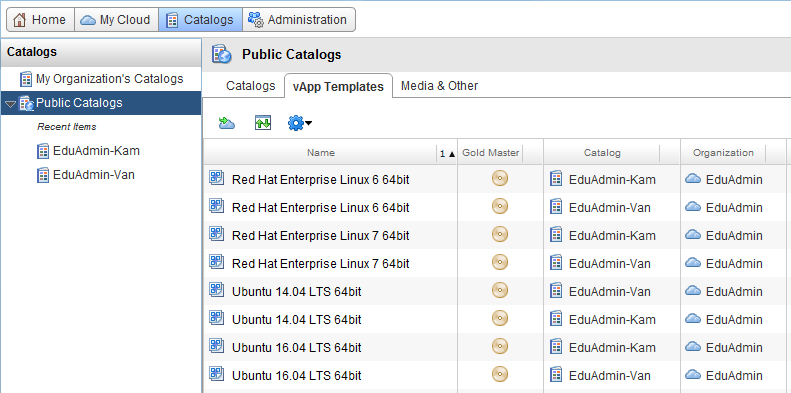 Home My Cloud Catalogs Administration
Catalogs
My Organization's Catalogs
Public Catalogs
Recent Items
EduAdmin-Kam
EduAdmin-Van
Public Catalogs
Catalogs vApp Templates Media & Other
Name 1 ▲ Gold Master Catalog Organization
Red Hat Enterprise Linux 6 64bit EduAdmin-Kam EduAdmin
Red Hat Enterprise Linux 6 64bit EduAdmin-Van EduAdmin
Red Hat Enterprise Linux 7 64bit EduAdmin-Kam EduAdmin
Red Hat Enterprise Linux 7 64bit EduAdmin-Van EduAdmin
Ubuntu 14.04 LTS 64bit EduAdmin-Van EduAdmin
Ubuntu 14.04 LTS 64bit EduAdmin-Kam EduAdmin
Ubuntu 16.04 LTS 64bit EduAdmin-Kam EduAdmin
Ubuntu 16.04 LTS 64bit EduAdmin-Van EduAdmin